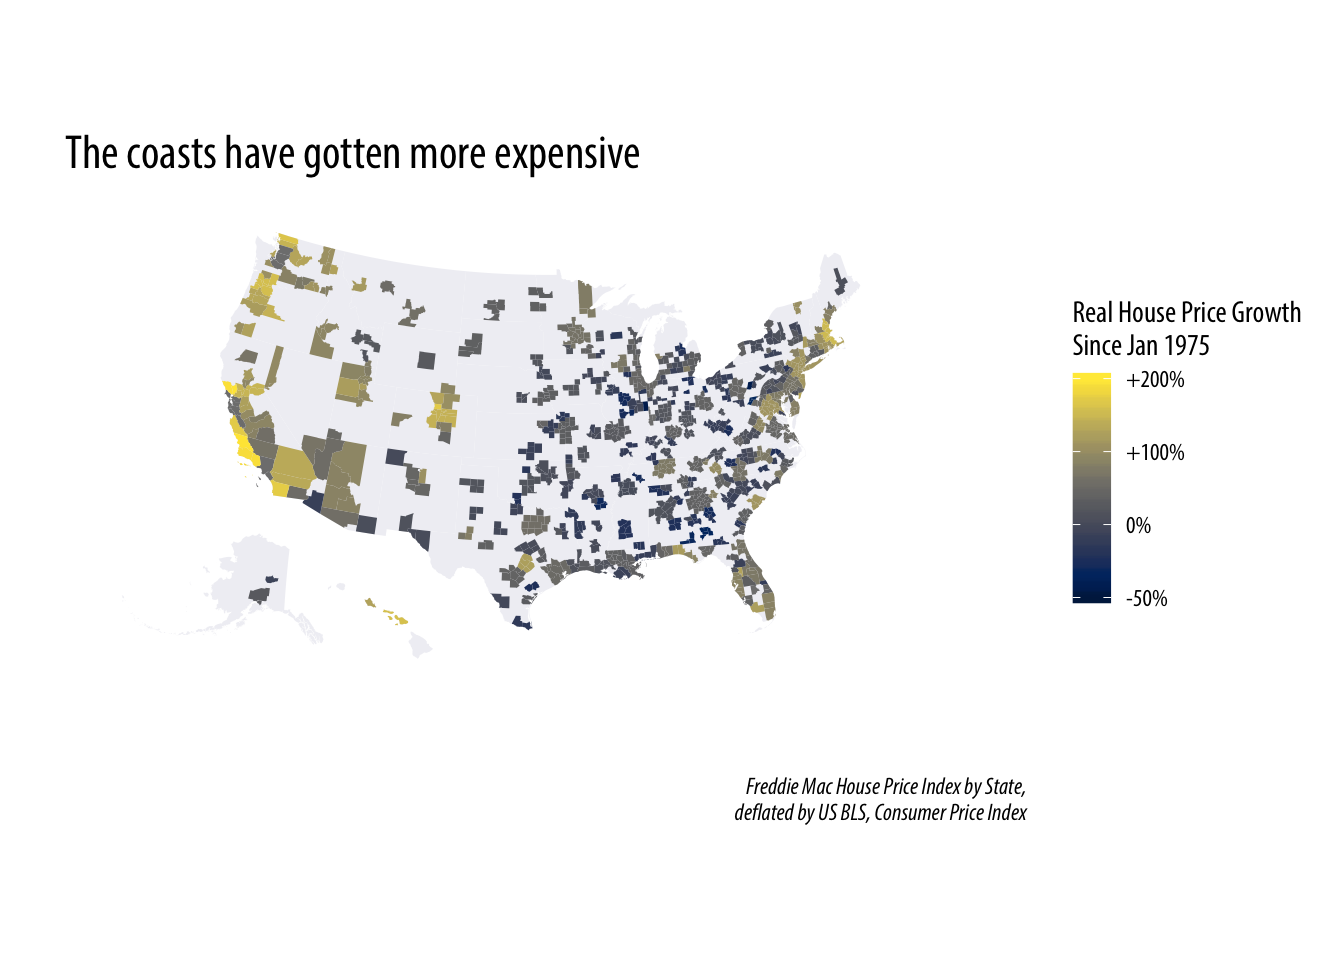 The coasts have gotten more expensive
Real House Price Growth
Since Jan 1975
+200%
+100%
0%
-50%
Freddie Mac House Price Index by State,
deflated by US BLS, Consumer Price Index